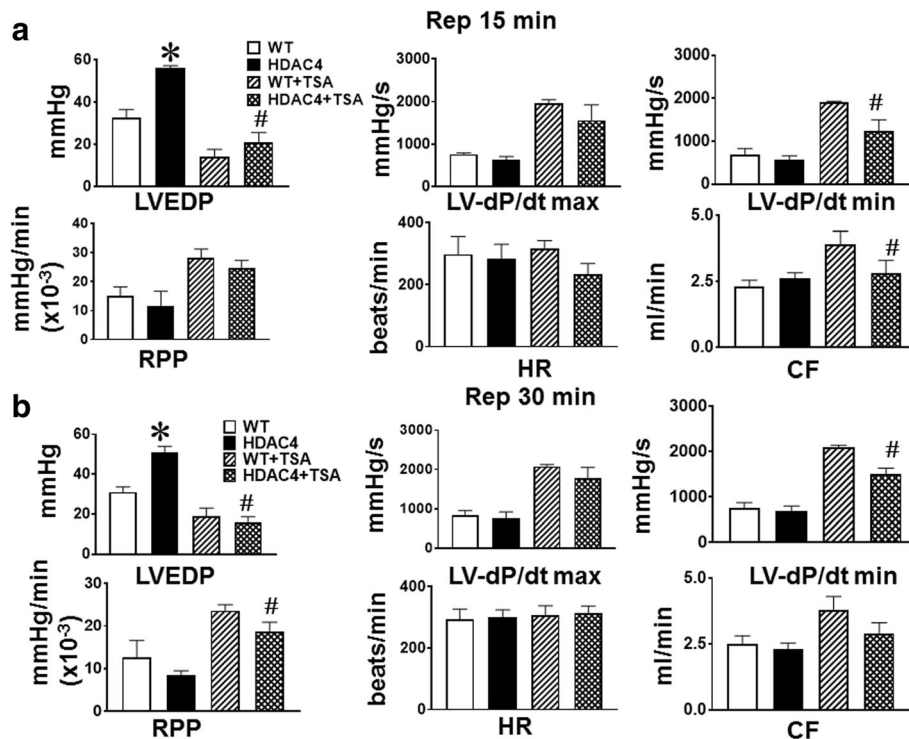 a
Rep 15 min
WT
HDAC4
WT+TSA
HDAC4+TSA
mmHg
60
40
20
0
*
#
LVEDP
mmHg/s
3000
2000
1000
0
LV-dP/dt max
mmHg/s
3000
2000
1000
0
#
LV-dP/dt min
mmHg/min
(x10-3)
40
30
20
10
0
RPP
beats/min
400
200
0
HR
ml/min
5.0
2.5
0.0
#
CF
b
Rep 30 min
WT
HDAC4
WT+TSA
HDAC4+TSA
mmHg
60
40
20
0
*
#
LVEDP
mmHg/s
3000
2000
1000
0
LV-dP/dt max
mmHg/s
3000
2000
1000
0
#
LV-dP/dt min
mmHg/min
(x10-3)
30
20
10
0
#
RPP
beats/min
400
200
0
HR
ml/min
5.0
2.5
0.0
CF